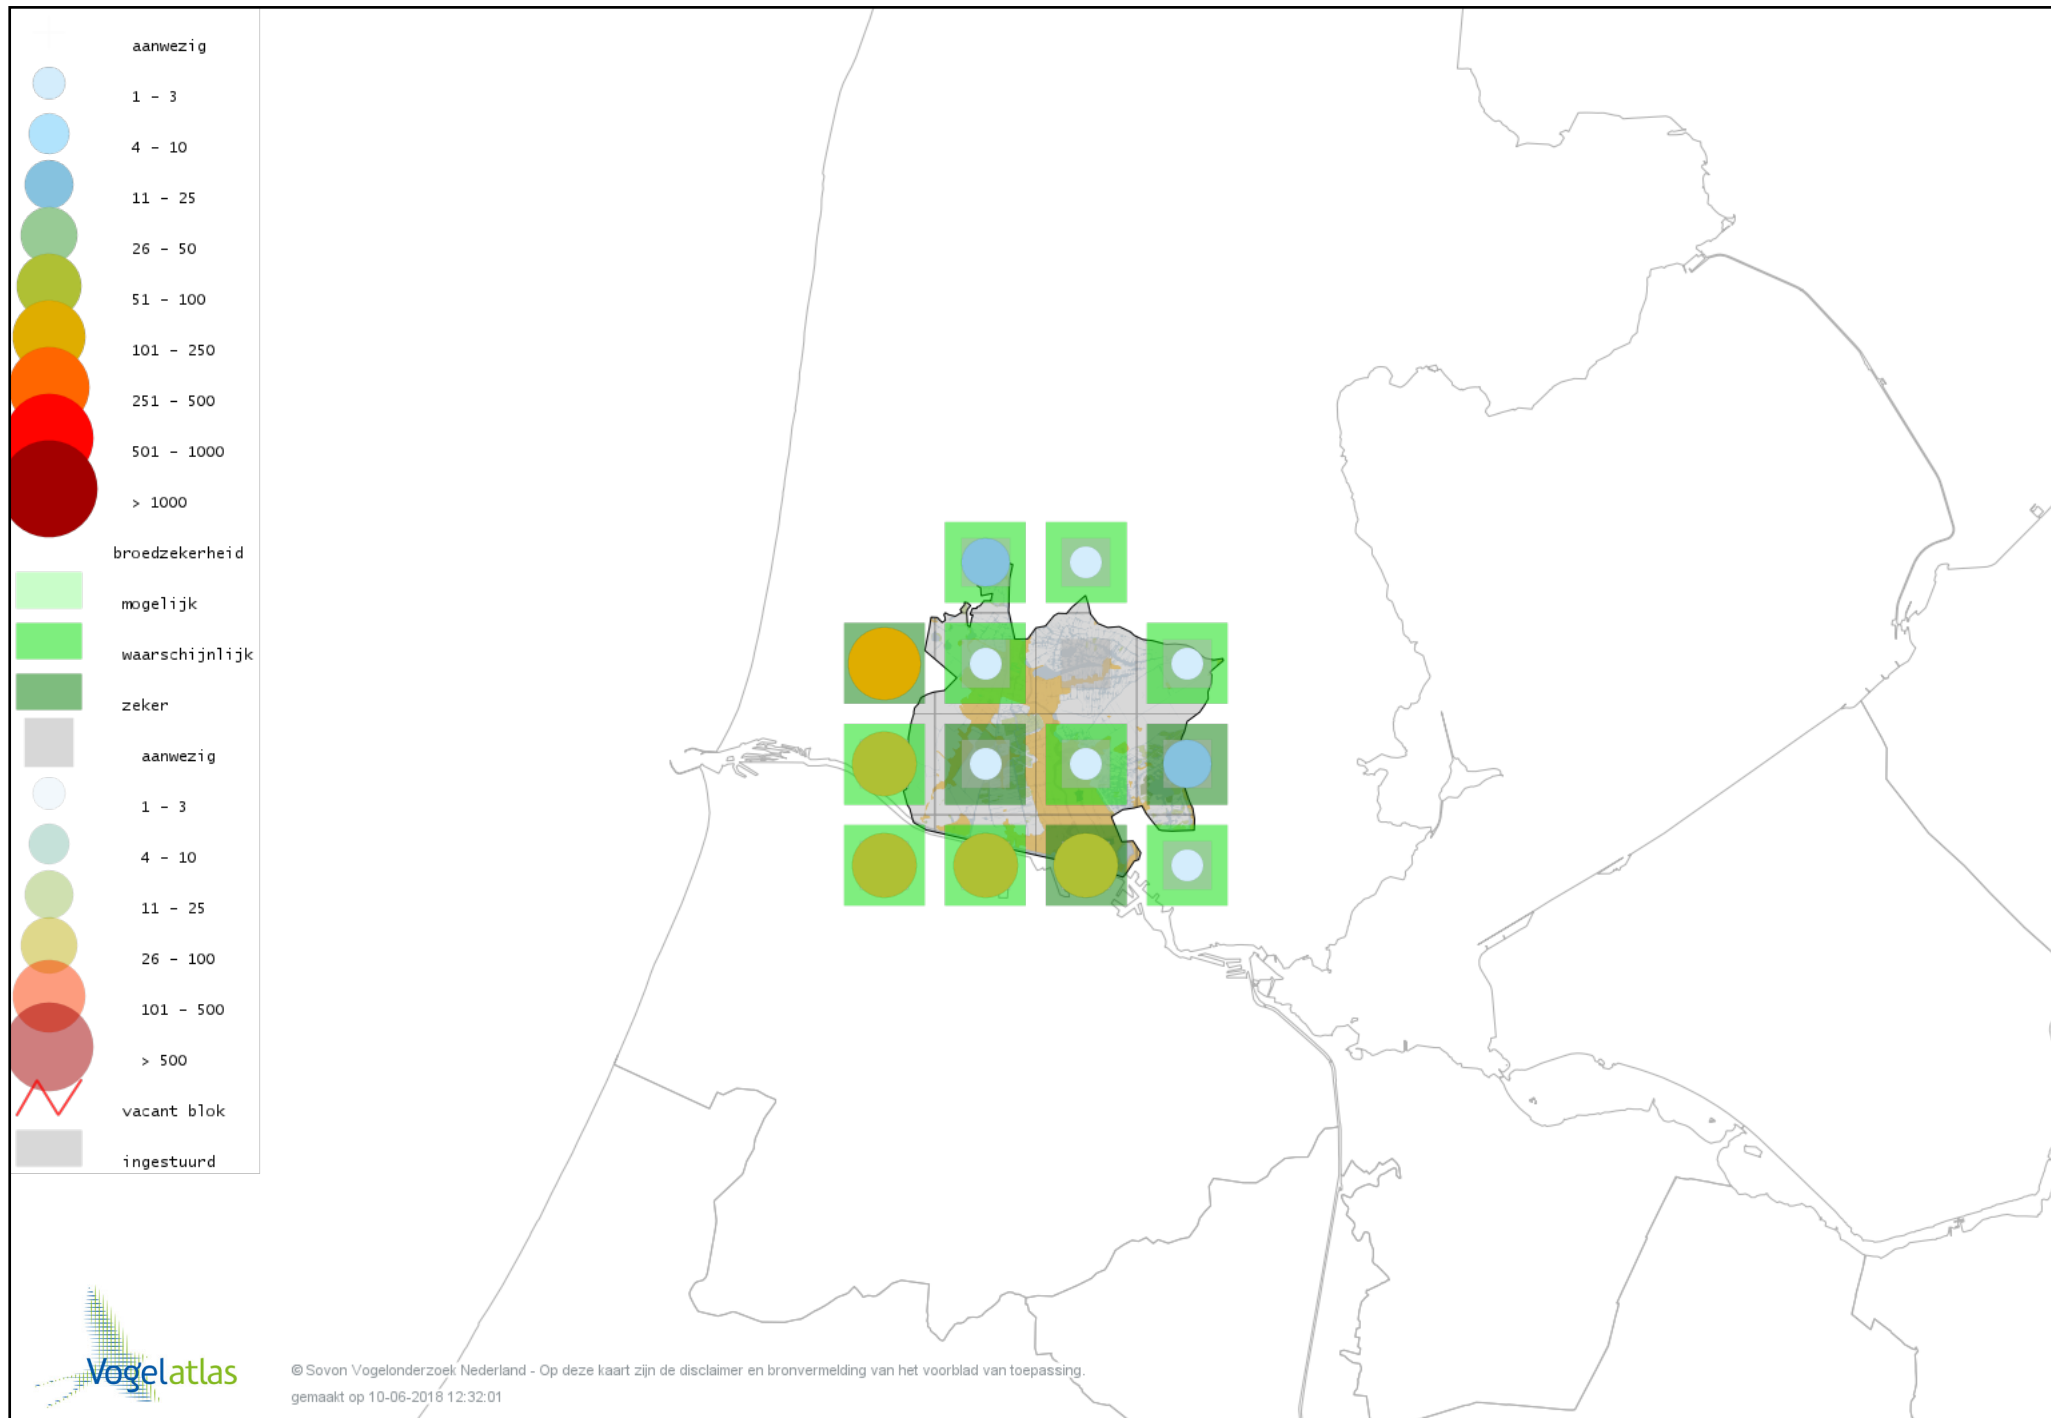 aanwezig
1 - 3
4 - 10
11 - 25
26 - 50
51 - 100
101 - 250
251 - 500
501 - 1000
> 1000
broedzekerheid
mogelijk
waarschijnlijk
zeker
aanwezig
1 - 3
4 - 10
11 - 25
26 - 100
101 - 500
> 500
vacant blok
ingestuurd
Vogelatlas
© Sovon Vogelonderzoek Nederland - Op deze kaart zijn de disclaimer en bronvermelding van het voorblad van toepassing.
gemaakt op 10-06-2018 12:32:01